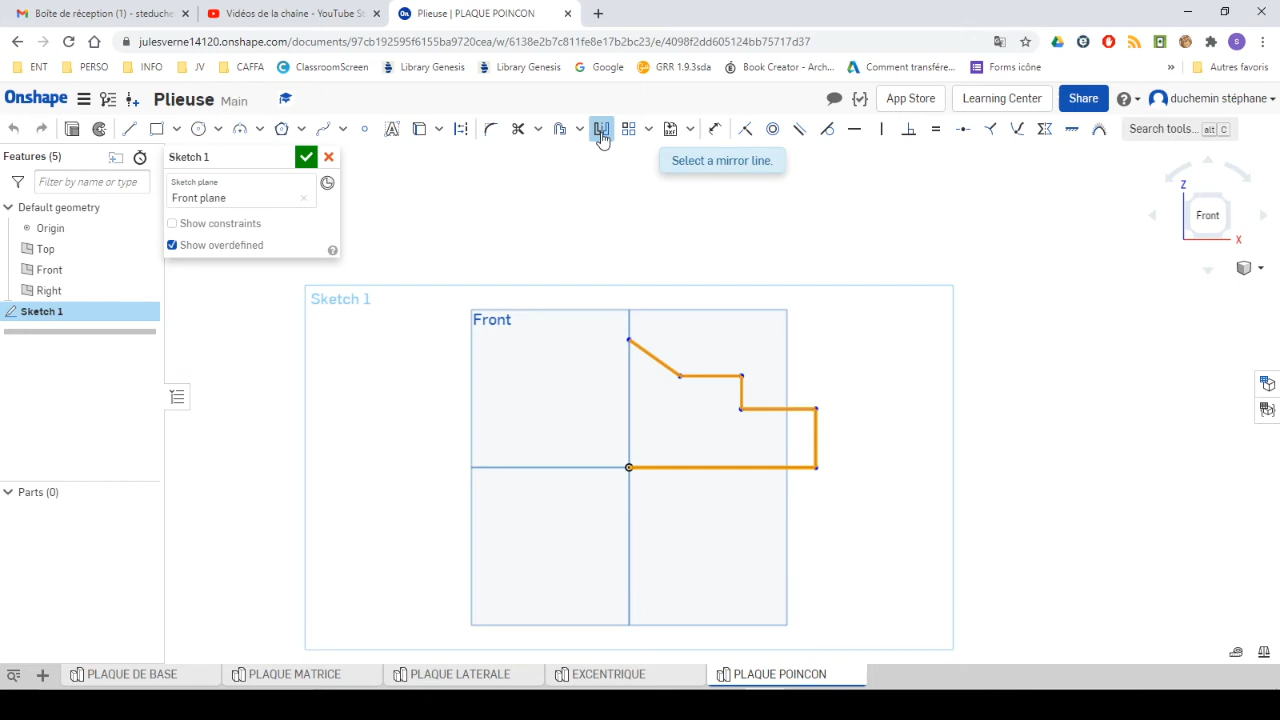 Boîte de réception (1) - steduche
Vidéos de la chaîne - YouTube St
Plieuse | PLAQUE POINCON
julesverne14120.onshape.com/documents/97cb192595f6155ba9720cea/w/6138e2b7c811fe8e17b2bc23/e/4098f2dd605124bb75717d37
ENT PERSO INFO JV CAFFA ClassroomScreen Library Genesis Library Genesis Google GRR 1.9.3sda Book Creator - Arch... Comment transfére... Forms icône » Autres favoris
Onshape Plieuse Main App Store Learning Center Share duchemin stéphane
Search tools... alt C
Features (5)
Filter by name or type
Default geometry
Origin
Top
Front
Right
Sketch 1
Parts (0)
Sketch 1
Sketch plane
Front plane
Show constraints
Show overdefined
Select a mirror line.
Z
Front
X
Sketch 1
Front
PLAQUE DE BASE PLAQUE MATRICE PLAQUE LATERALE EXCENTRIQUE PLAQUE POINCON